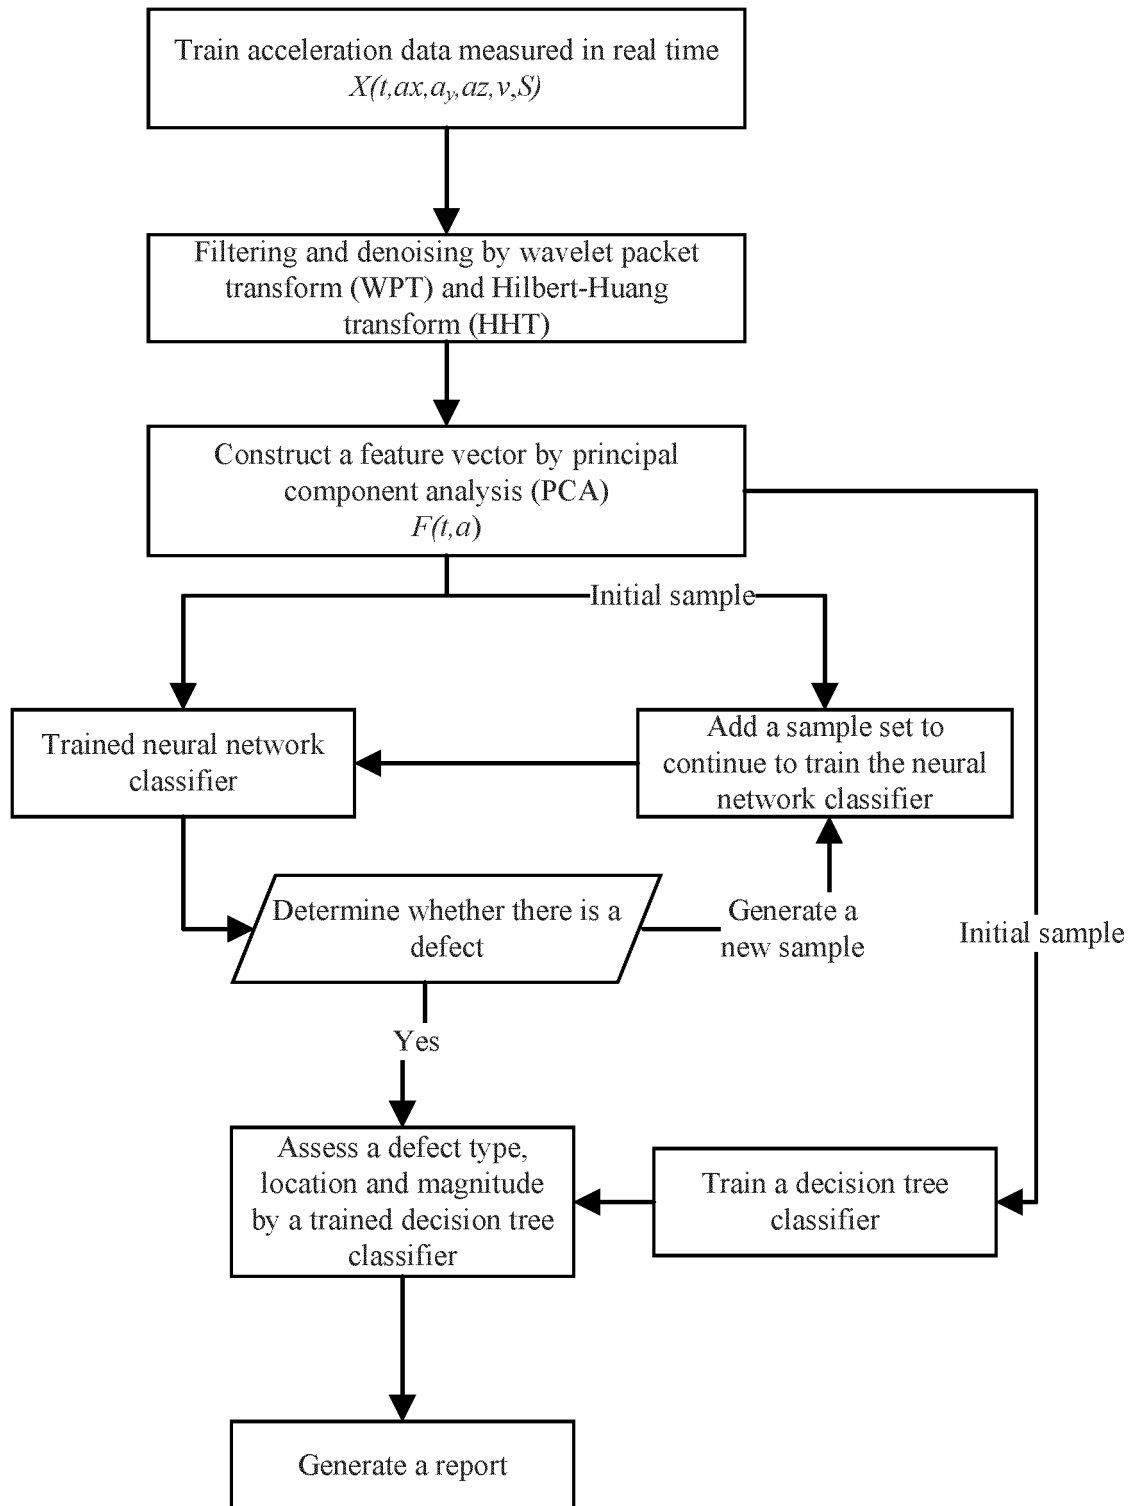 Train acceleration data measured in real time
X(t,ax,ay,az,v,S)
Filtering and denoising by wavelet packet
transform (WPT) and Hilbert-Huang
transform (HHT)
Construct a feature vector by principal
component analysis (PCA)
F(t,a)
Initial sample
Trained neural network
classifier
Add a sample set to
continue to train the neural
network classifier
Determine whether there is a
defect
Generate a
new sample
Initial sample
Yes
Assess a defect type,
location and magnitude
by a trained decision tree
classifier
Train a decision tree
classifier
Generate a report